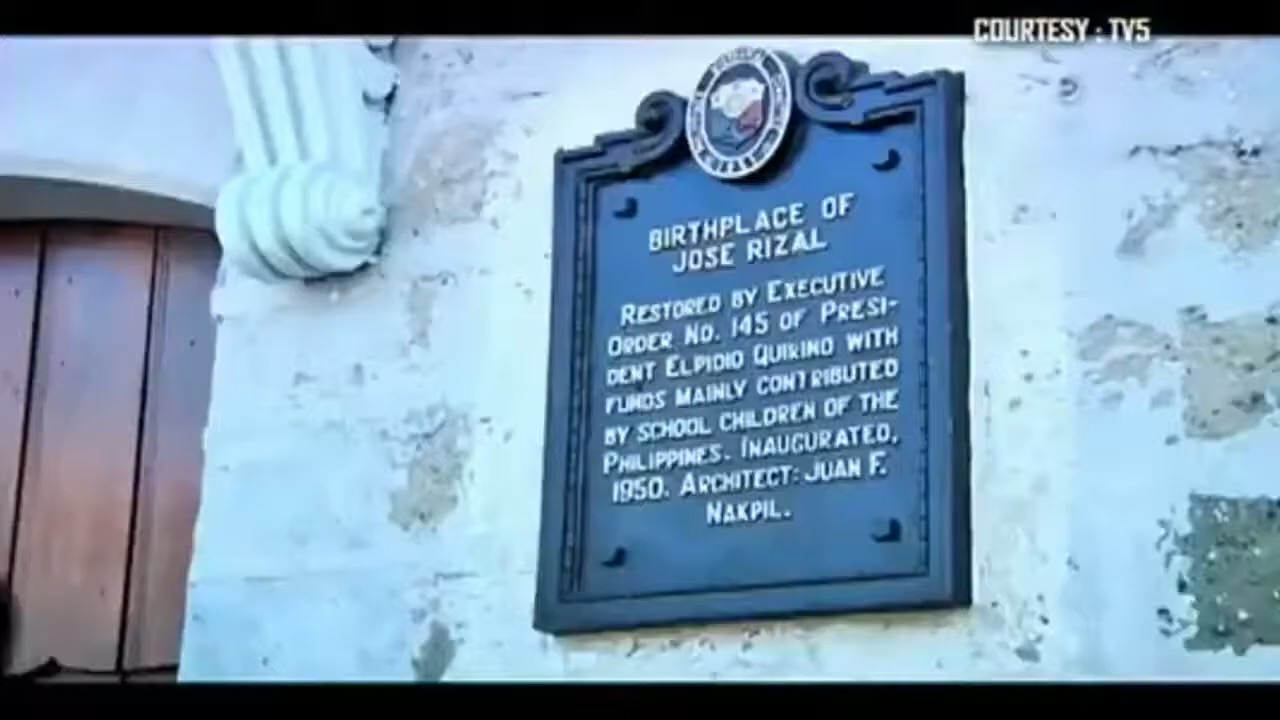 COURTESY : TV5
BIRTHPLACE OF
JOSE RIZAL
RESTORED BY EXECUTIVE
ORDER NO. 145 OF PRESI-
DENT ELPIDIO QUIRINO WITH
FUNDS MAINLY CONTRIBUTED
BY SCHOOL CHILDREN OF THE
PHILIPPINES. INAUGURATED,
1950. ARCHITECT: JUAN F.
NAKPIL.